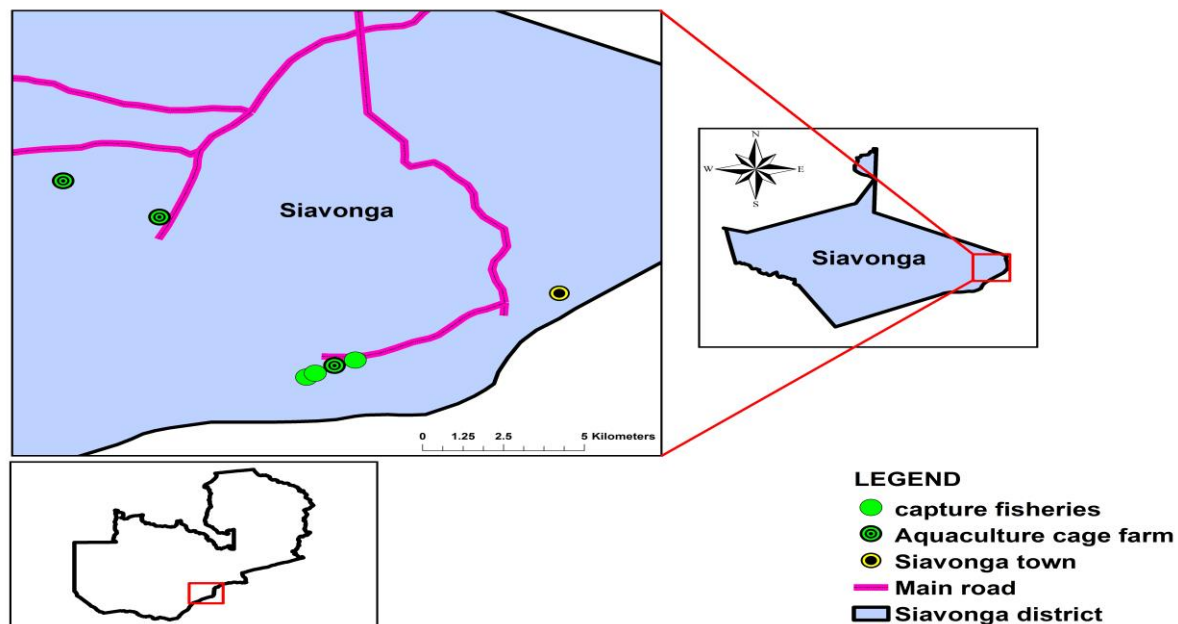 Siavonga
0 1.25 2.5 5 Kilometers
N
W E
S
Siavonga
LEGEND
capture fisheries
Aquaculture cage farm
Siavonga town
Main road
Siavonga district